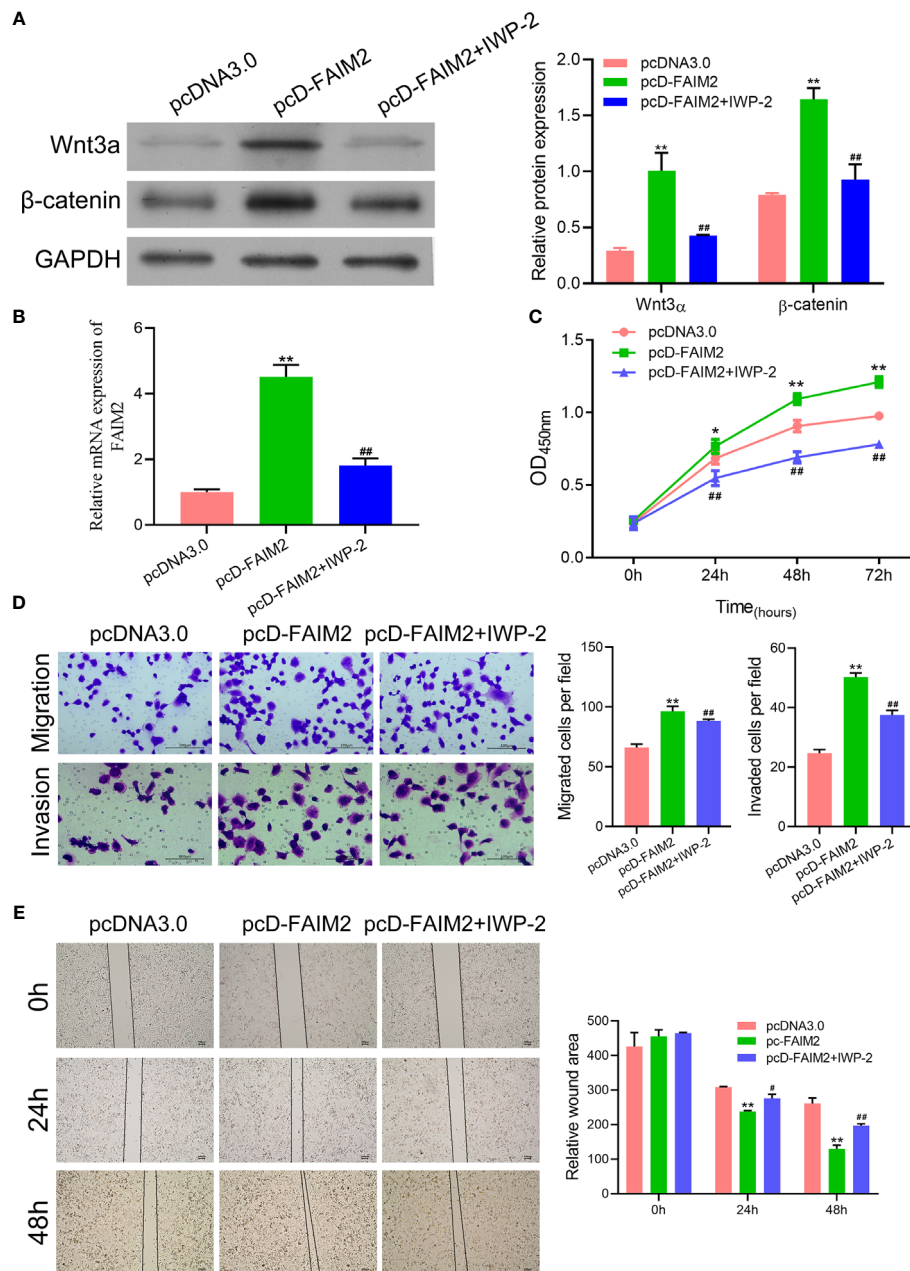 A
pcDNA3.0
pcD-FAIM2
pcD-FAIM2+IWP-2
Wnt3a
β-catenin
GAPDH
Relative protein expression
2.0
1.5
1.0
0.5
0.0
pcDNA3.0
pcD-FAIM2
pcD-FAIM2+IWP-2
**
##
**
##
Wnt3α
β-catenin
B
Relative mRNA expression of
FAIM2
6
4
2
0
**
##
pcDNA3.0
pcD-FAIM2
pcD-FAIM2+IWP-2
C
OD450nm
1.5
1.0
0.5
0.0
pcDNA3.0
pcD-FAIM2
pcD-FAIM2+IWP-2
*
**
**
##
##
##
0h
24h
48h
72h
Time(hours)
D
pcDNA3.0
pcD-FAIM2
pcD-FAIM2+IWP-2
Migration
Invasion
Migrated cells per field
150
100
50
0
**
##
pcDNA3.0
pcD-FAIM2
pcD-FAIM2+IWP-2
Invaded cells per field
60
40
20
0
**
##
pcDNA3.0
pcD-FAIM2
pcD-FAIM2+IWP-2
E
pcDNA3.0
pcD-FAIM2
pcD-FAIM2+IWP-2
0h
24h
48h
Relative wound area
500
400
300
200
100
0
pcDNA3.0
pc-FAIM2
pcD-FAIM2+IWP-2
**
#
**
##
0h
24h
48h